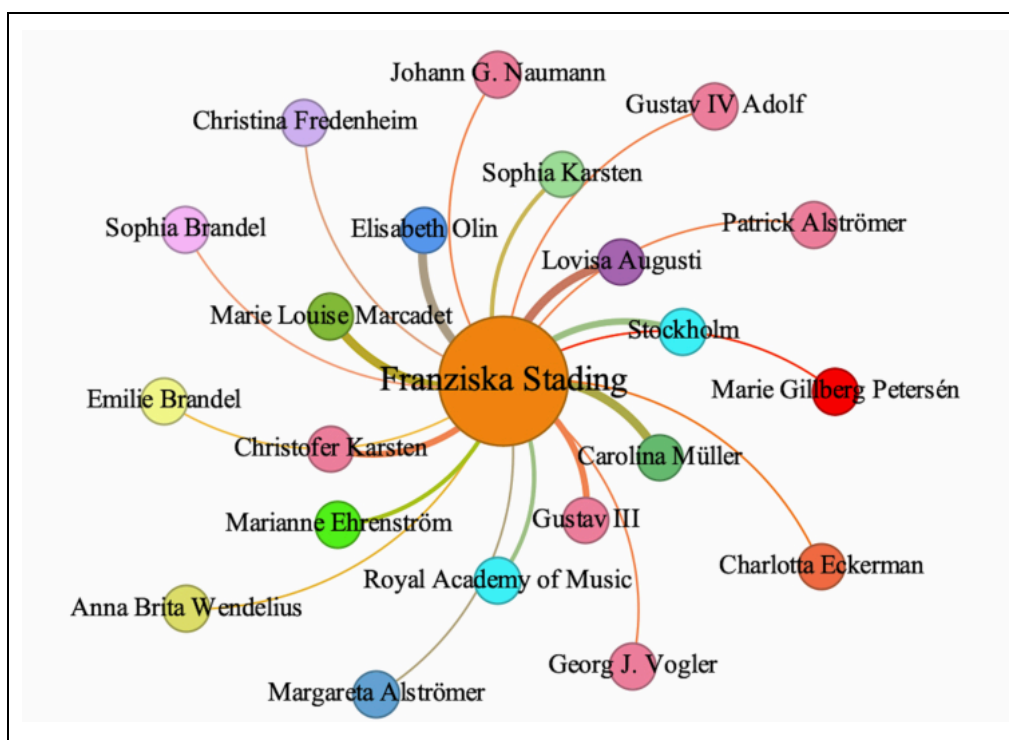 Johann G. Naumann
Gustav IV Adolf
Christina Fredenheim
Sophia Karsten
Patrick Alströmer
Sophia Brandel
Elisabeth Olin
Lovisa Augusti
Marie Louise Marcadet
Stockholm
Franziska Stading
Marie Gillberg Petersén
Emilie Brandel
Christofer Karsten
Carolina Müller
Marianne Ehrenström
Gustav III
Charlotta Eckerman
Royal Academy of Music
Anna Brita Wendelius
Georg J. Vogler
Margareta Alströmer